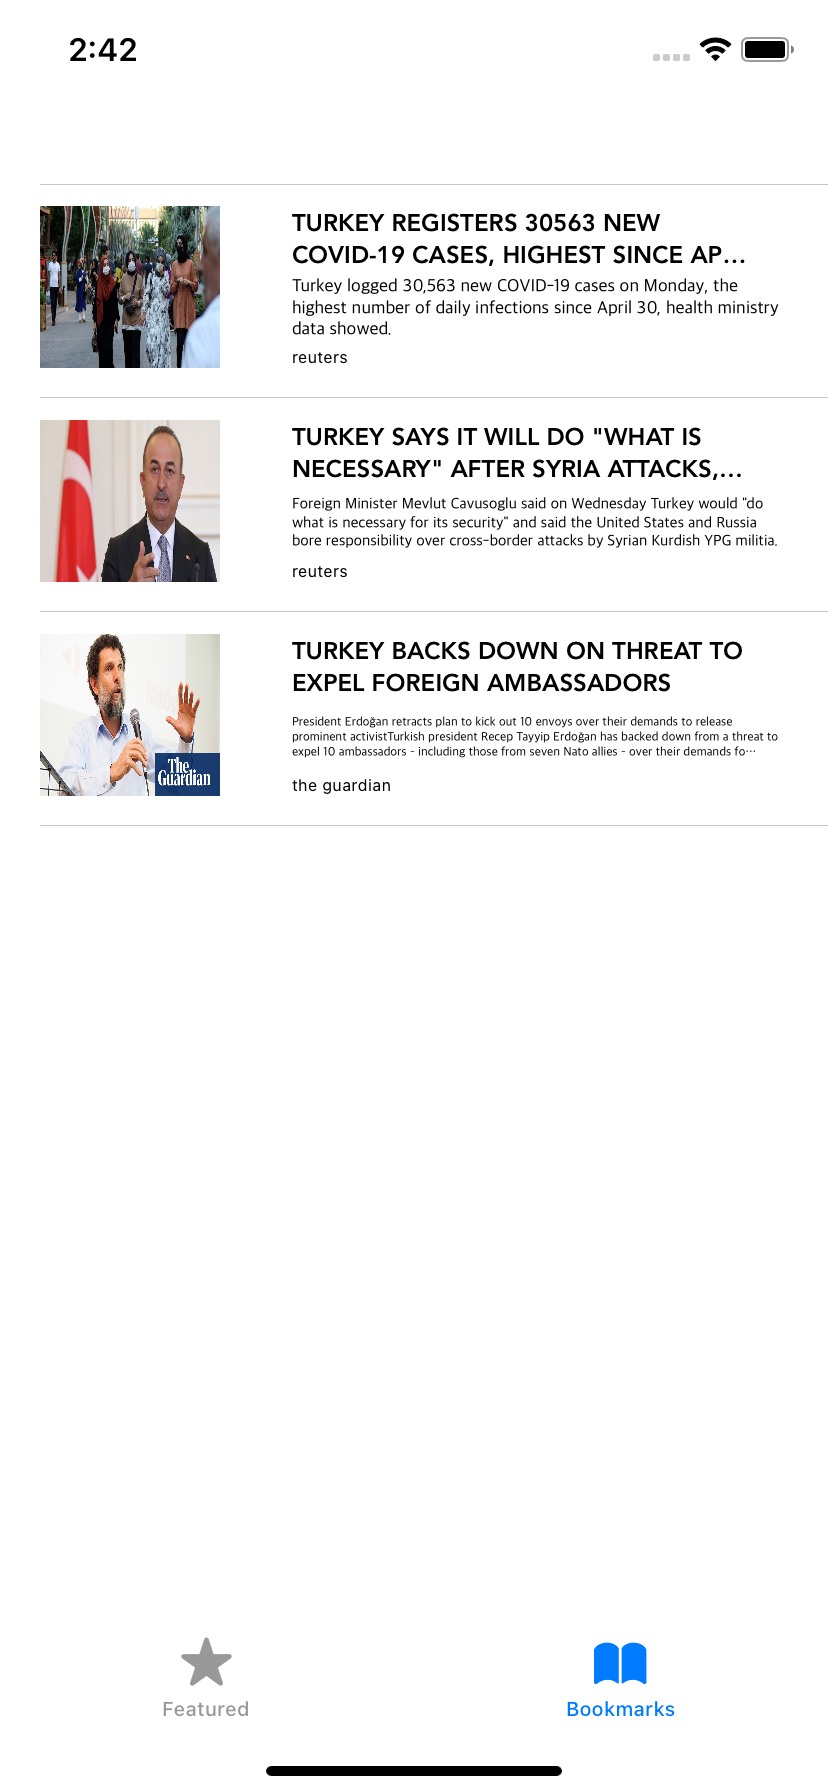 2:42
TURKEY REGISTERS 30563 NEW
COVID-19 CASES, HIGHEST SINCE AP...
Turkey logged 30,563 new COVID-19 cases on Monday, the
highest number of daily infections since April 30, health ministry
data showed.
reuters
TURKEY SAYS IT WILL DO "WHAT IS
NECESSARY" AFTER SYRIA ATTACKS,...
Foreign Minister Mevlut Cavusoglu said on Wednesday Turkey would "do
what is necessary for its security" and said the United States and Russia
bore responsibility over cross-border attacks by Syrian Kurdish YPG militia.
reuters
TURKEY BACKS DOWN ON THREAT TO
EXPEL FOREIGN AMBASSADORS
President Erdoğan retracts plan to kick out 10 envoys over their demands to release
prominent activistTurkish president Recep Tayyip Erdoğan has backed down from a threat to
expel 10 ambassadors - including those from seven Nato allies - over their demands fo...
The
Guardian
the guardian
Featured
Bookmarks